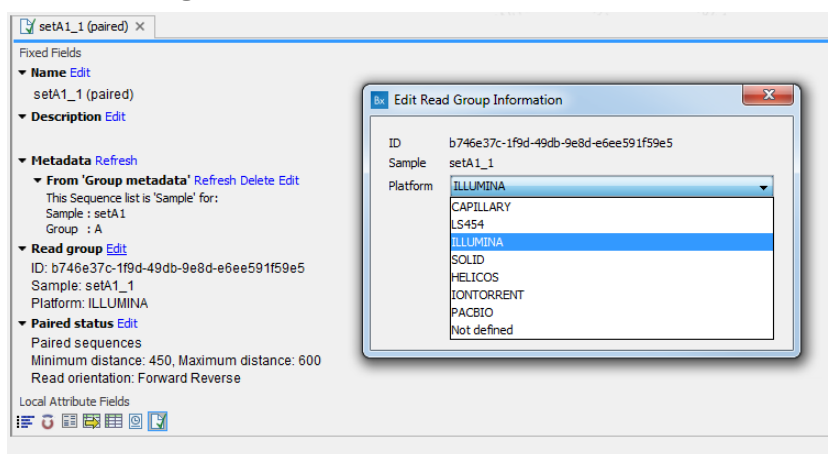 setA1_1 (paired)
Fixed Fields
Name Edit
setA1_1 (paired)
Description Edit
Metadata Refresh
From 'Group metadata' Refresh Delete Edit
This Sequence list is 'Sample' for:
Sample : setA1
Group : A
Read group Edit
ID: b746e37c-1f9d-49db-9e8d-e6ee591f59e5
Sample: setA1_1
Platform: ILLUMINA
Paired status Edit
Paired sequences
Minimum distance: 450, Maximum distance: 600
Read orientation: Forward Reverse
Local Attribute Fields
Bx Edit Read Group Information
ID b746e37c-1f9d-49db-9e8d-e6ee591f59e5
Sample setA1_1
Platform ILLUMINA
CAPILLARY
LS454
ILLUMINA
SOLID
HELICOS
IONTORRENT
PACBIO
Not defined